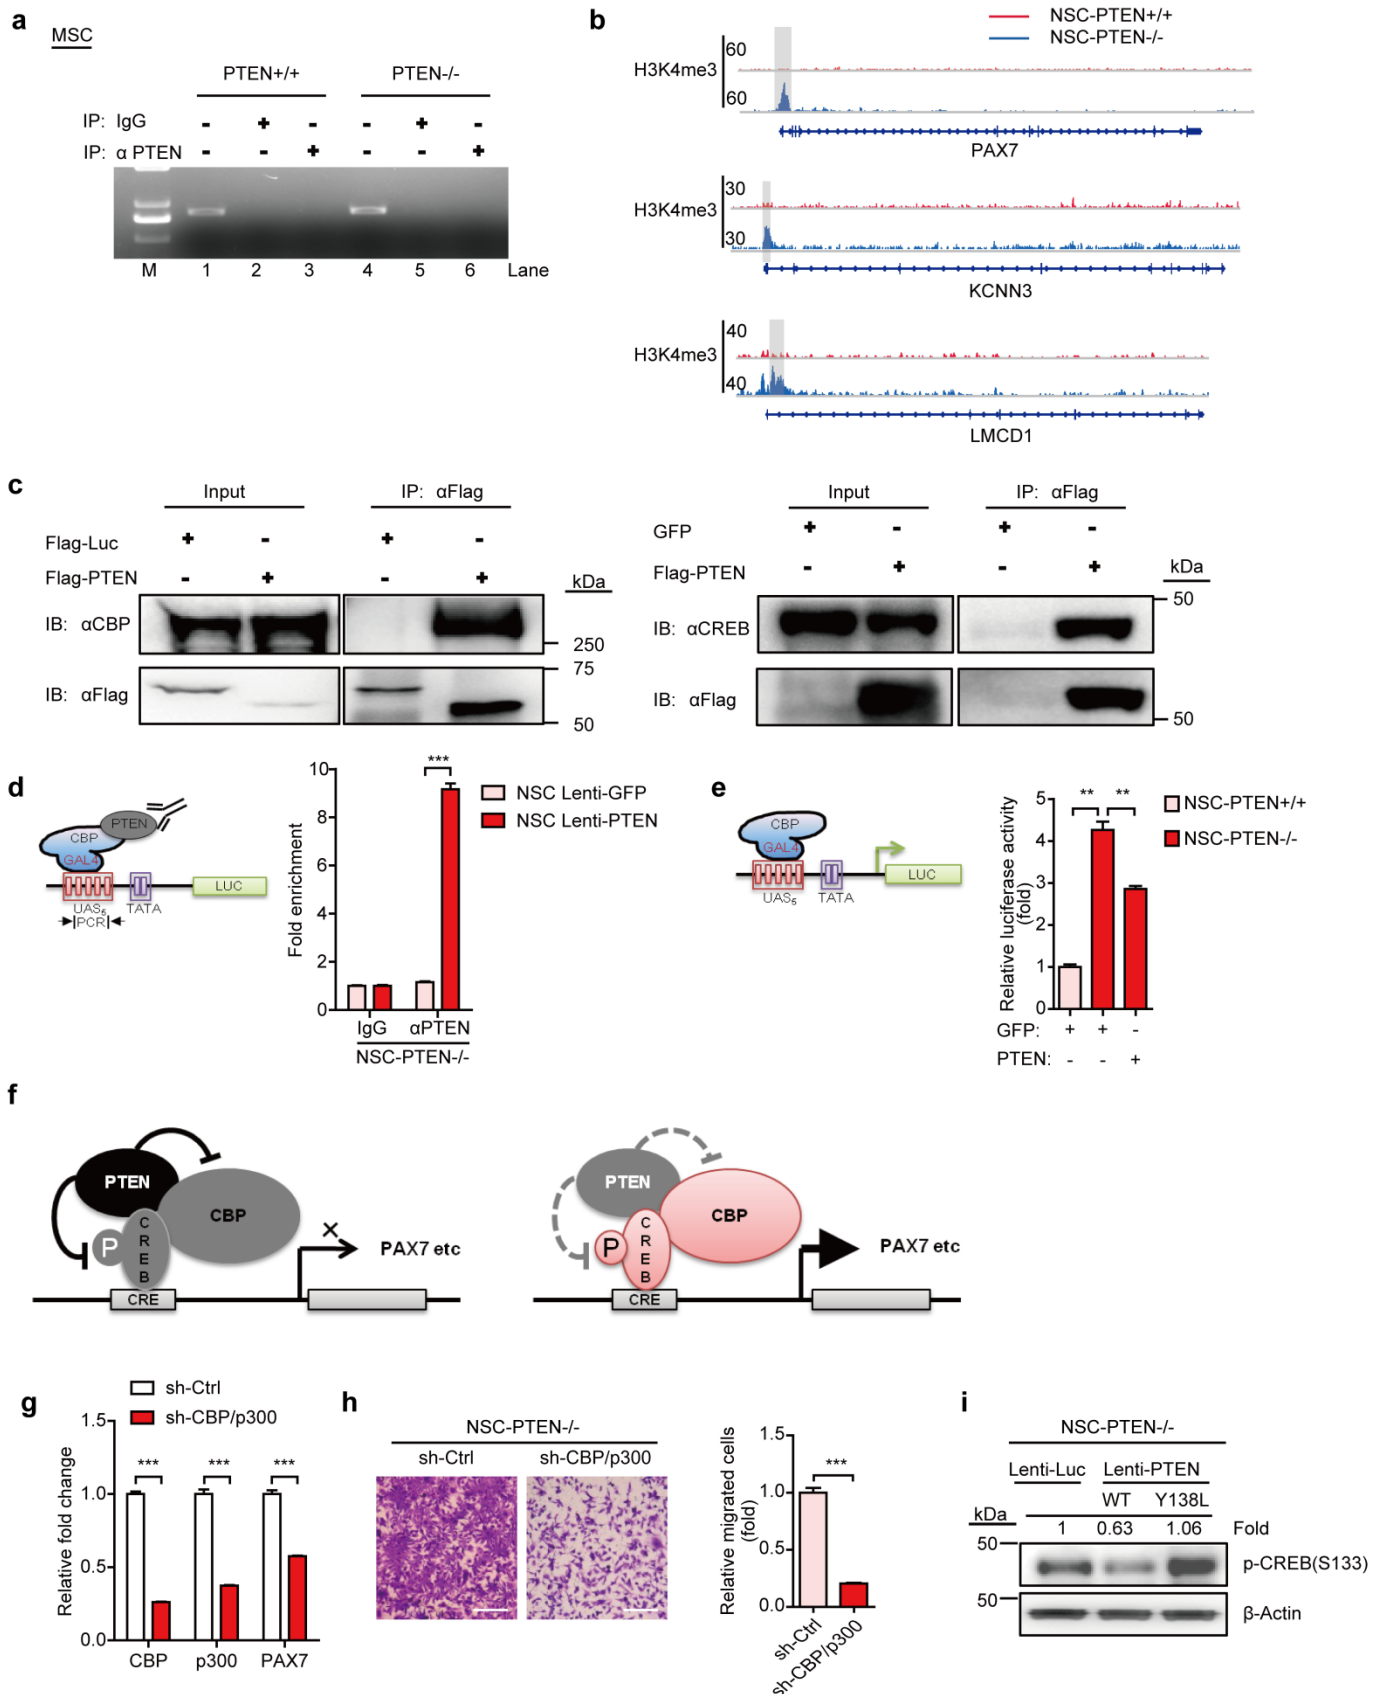 a
MSC
PTEN+/+ PTEN-/-
IP: IgG - + - - + -
IP: α PTEN - - + - - +
M 1 2 3 4 5 6 Lane
b
NSC-PTEN+/+
NSC-PTEN-/-
60
H3K4me3
60
PAX7
30
H3K4me3
30
KCNN3
40
H3K4me3
40
LMCD1
c
Input IP: αFlag
Flag-Luc + - + -
Flag-PTEN - + - +
kDa
IB: αCBP
250
75
IB: αFlag
50
Input IP: αFlag
GFP + - + -
Flag-PTEN - + - +
kDa
50
IB: αCREB
IB: αFlag
50
d
PTEN
CBP
GAL4
LUC
UAS5 TATA
PCR
Fold enrichment
10
8
6
4
2
0
NSC Lenti-GFP
NSC Lenti-PTEN
***
IgG αPTEN
NSC-PTEN-/-
e
CBP
GAL4
LUC
UAS5 TATA
Relative luciferase activity
(fold)
5
4
3
2
1
0
** **
NSC-PTEN+/+
NSC-PTEN-/-
GFP: + + -
PTEN: - - +
f
PTEN
CBP
P
CREB
CRE
×
PAX7 etc
PTEN
CBP
P
CREB
CRE
PAX7 etc
g
sh-Ctrl
sh-CBP/p300
Relative fold change
1.5
1.0
0.5
0.0
*** *** ***
CBP p300 PAX7
h
NSC-PTEN-/-
sh-Ctrl sh-CBP/p300
Relative migrated cells
(fold)
1.5
1.0
0.5
0.0
***
sh-Ctrl
sh-CBP/p300
i
NSC-PTEN-/-
Lenti-Luc Lenti-PTEN
WT Y138L
kDa
1 0.63 1.06 Fold
50
p-CREB(S133)
50
β-Actin